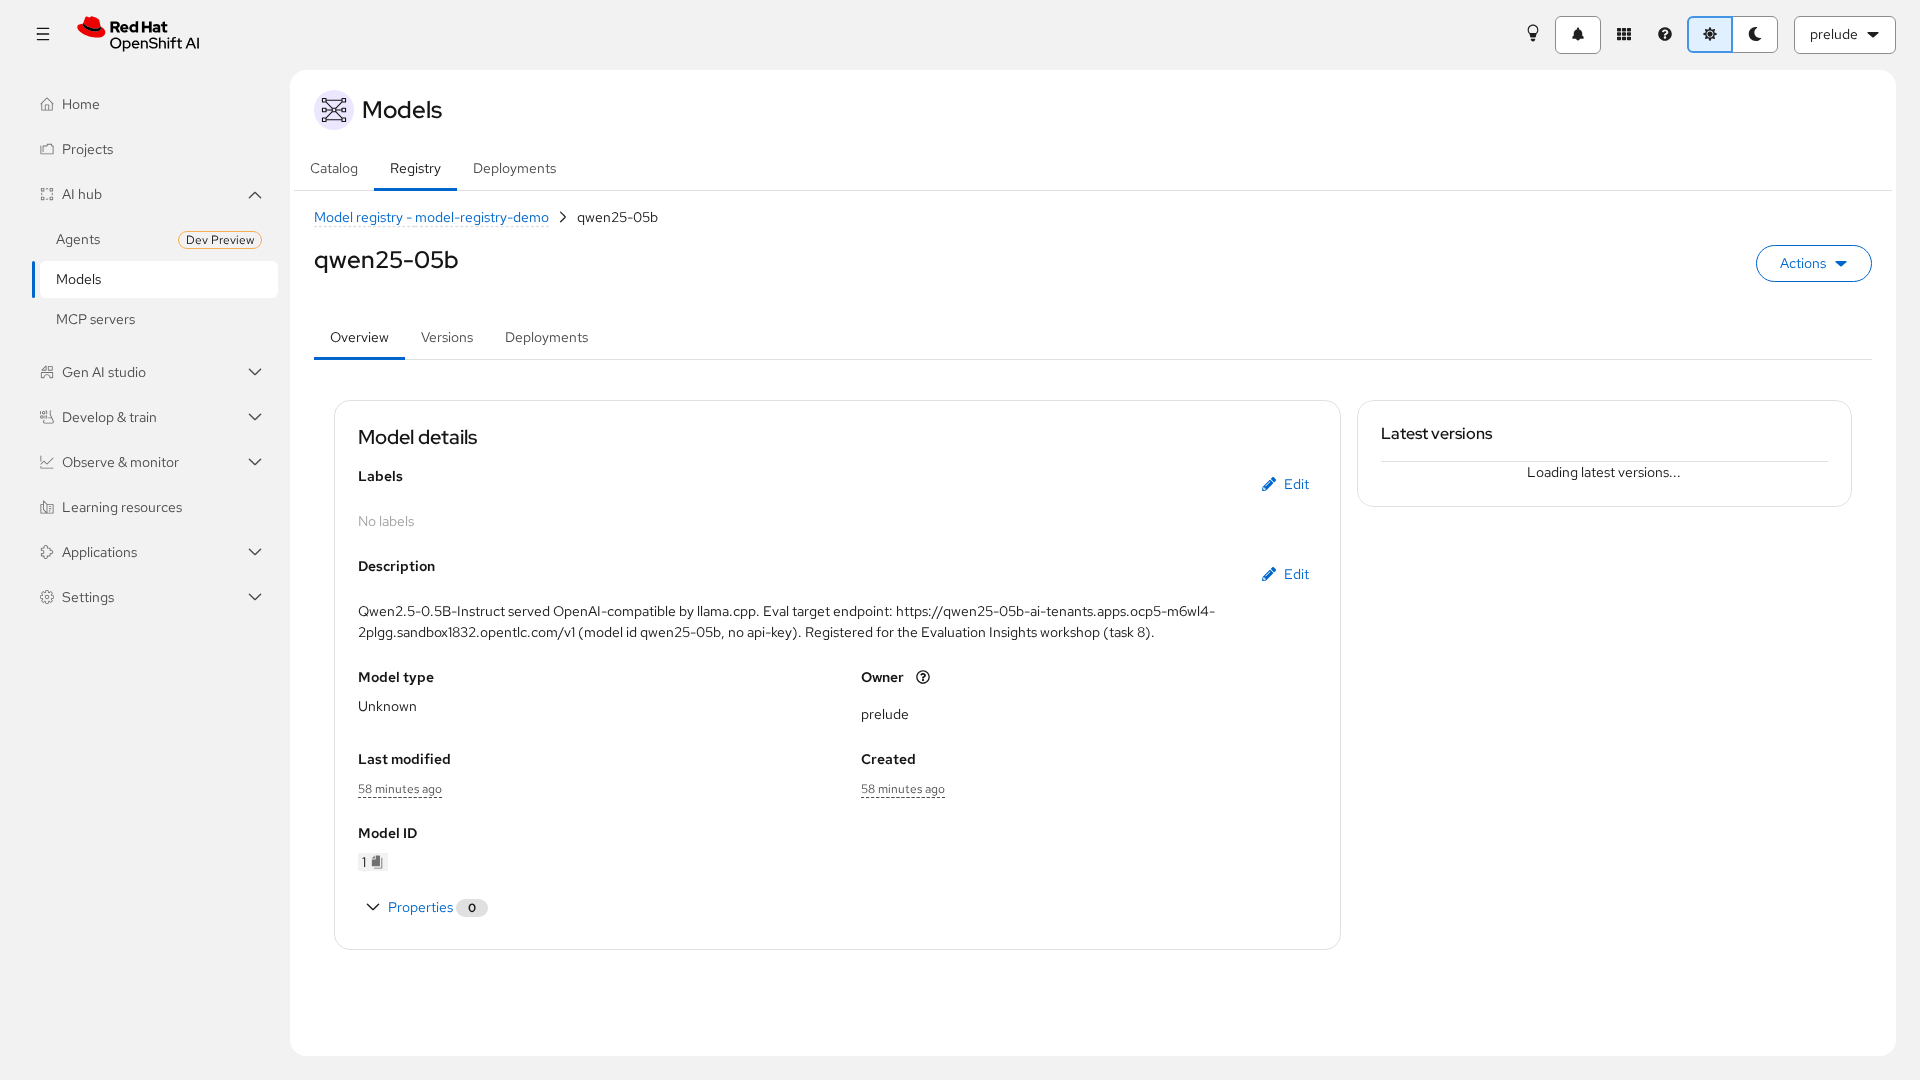 Red Hat
OpenShift AI
prelude
Home
Projects
AI hub
Agents
Dev Preview
Models
MCP servers
Gen AI studio
Develop & train
Observe & monitor
Learning resources
Applications
Settings
Models
Catalog
Registry
Deployments
Model registry - model-registry-demo
qwen25-05b
qwen25-05b
Actions
Overview
Versions
Deployments
Model details
Labels
Edit
No labels
Description
Edit
Qwen2.5-0.5B-Instruct served OpenAI-compatible by llama.cpp. Eval target endpoint: https://qwen25-05b-ai-tenants.apps.ocp5-m6wl4-
2plgg.sandbox1832.opentlc.com/v1 (model id qwen25-05b, no api-key). Registered for the Evaluation Insights workshop (task 8).
Model type
Unknown
Owner
prelude
Last modified
58 minutes ago
Created
58 minutes ago
Model ID
1
Properties 0
Latest versions
Loading latest versions...